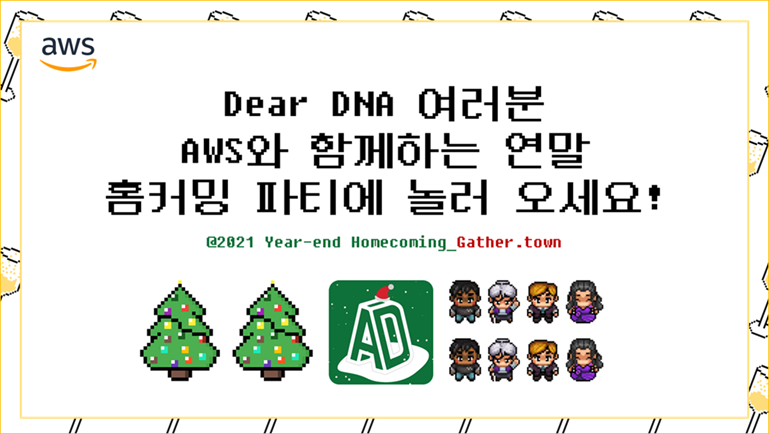 aws
Dear DNA 여러분
AWS와 함께하는 연말
홈커밍 파티에 놀러 오세요!
@2021 Year-end Homecoming_Gather.town
AD